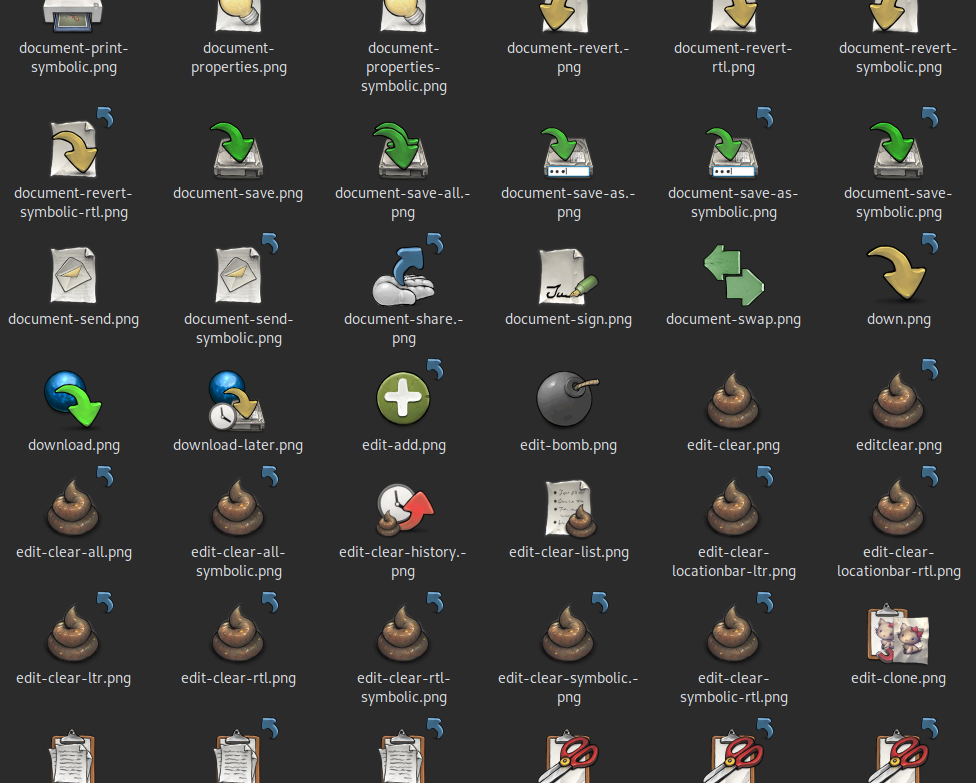 document-print-
symbolic.png
document-
properties.png
document-
properties-
symbolic.png
document-revert.-
png
document-revert-
rtl.png
document-revert-
symbolic.png
document-revert-
symbolic-rtl.png
document-save.png
document-save-all.-
png
document-save-as.-
png
document-save-as-
symbolic.png
document-save-
symbolic.png
document-send.png
document-send-
symbolic.png
document-share.-
png
document-sign.png
document-swap.png
down.png
download.png
download-later.png
edit-add.png
edit-bomb.png
edit-clear.png
editclear.png
edit-clear-all.png
edit-clear-all-
symbolic.png
edit-clear-history.-
png
edit-clear-list.png
edit-clear-
locationbar-ltr.png
edit-clear-
locationbar-rtl.png
edit-clear-ltr.png
edit-clear-rtl.png
edit-clear-rtl-
symbolic.png
edit-clear-symbolic.-
png
edit-clear-
symbolic-rtl.png
edit-clone.png